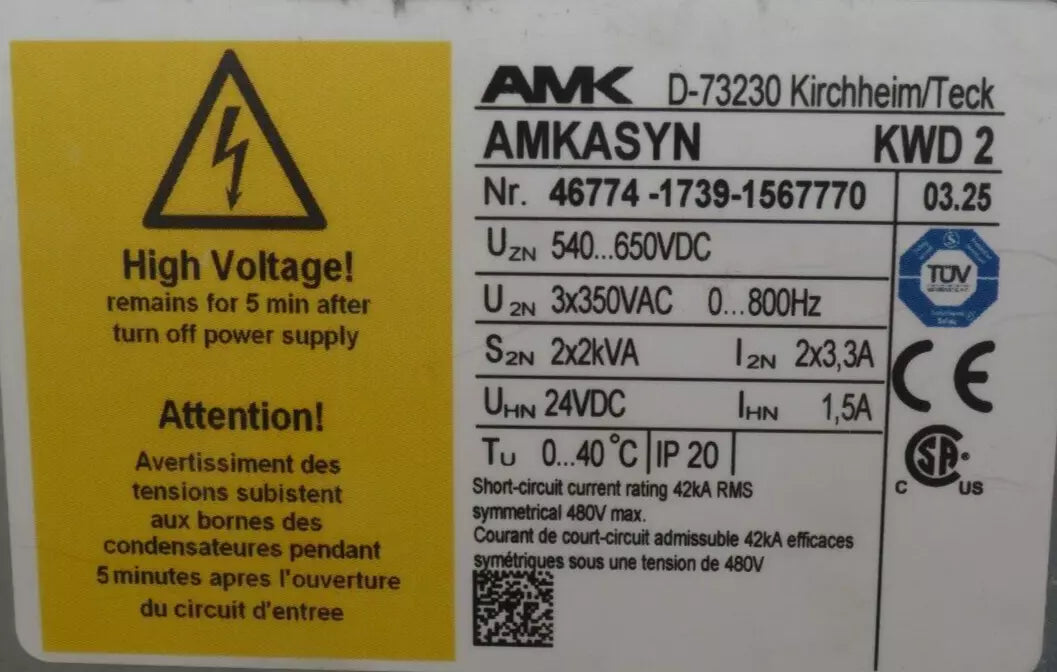 High Voltage!
remains for 5 min after
turn off power supply
Attention!
Avertissiment des
tensions subistent
aux bornes des
condensateures pendant
5 minutes apres l'ouverture
du circuit d'entree
AMK D-73230 Kirchheim/Teck
AMKASYN KWD 2
Nr. 46774 -1739-1567770 03.25
UZN 540...650VDC
U2N 3x350VAC 0...800Hz
S2N 2x2kVA I2N 2x3,3A
UHN 24VDC IHN 1,5A
TU 0...40°C IP 20
TÜV
CE
C SA® US
Short-circuit current rating 42kA RMS
symmetrical 480V max.
Courant de court-circuit admissuble 42kA efficaces
symétriques sous une tension de 480V